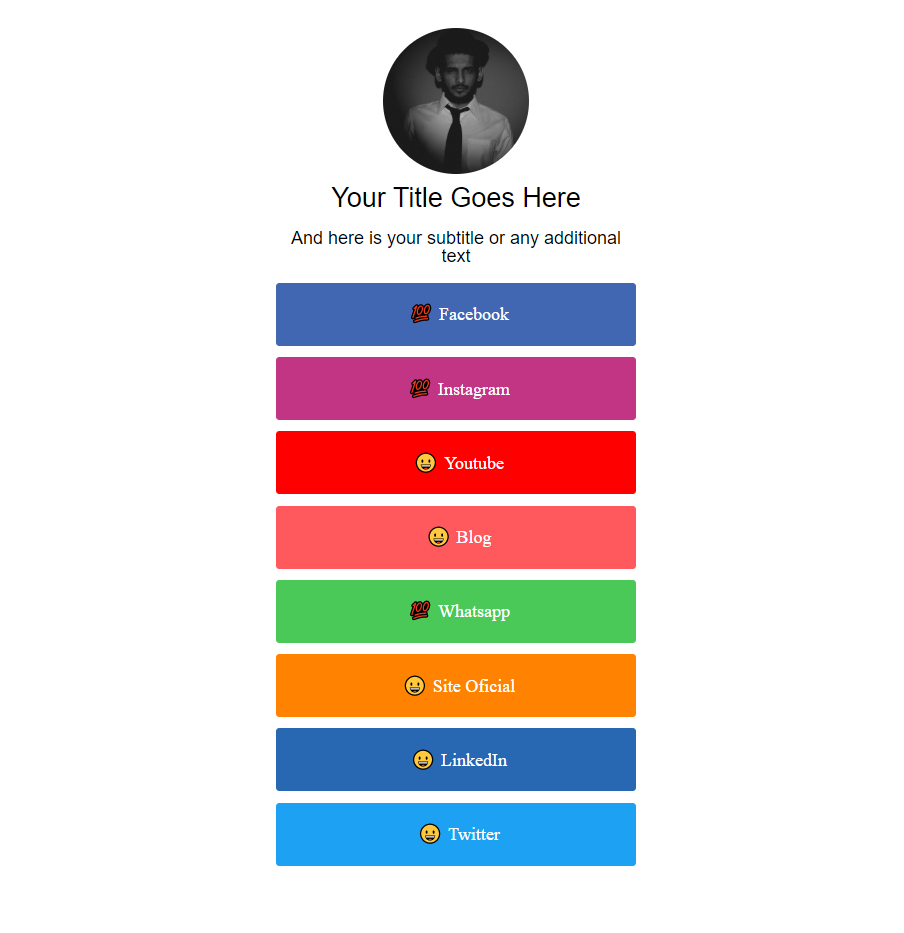 Your Title Goes Here
And here is your subtitle or any additional
text
💯 Facebook
💯 Instagram
😀 Youtube
😀 Blog
💯 Whatsapp
😀 Site Oficial
😀 LinkedIn
😀 Twitter